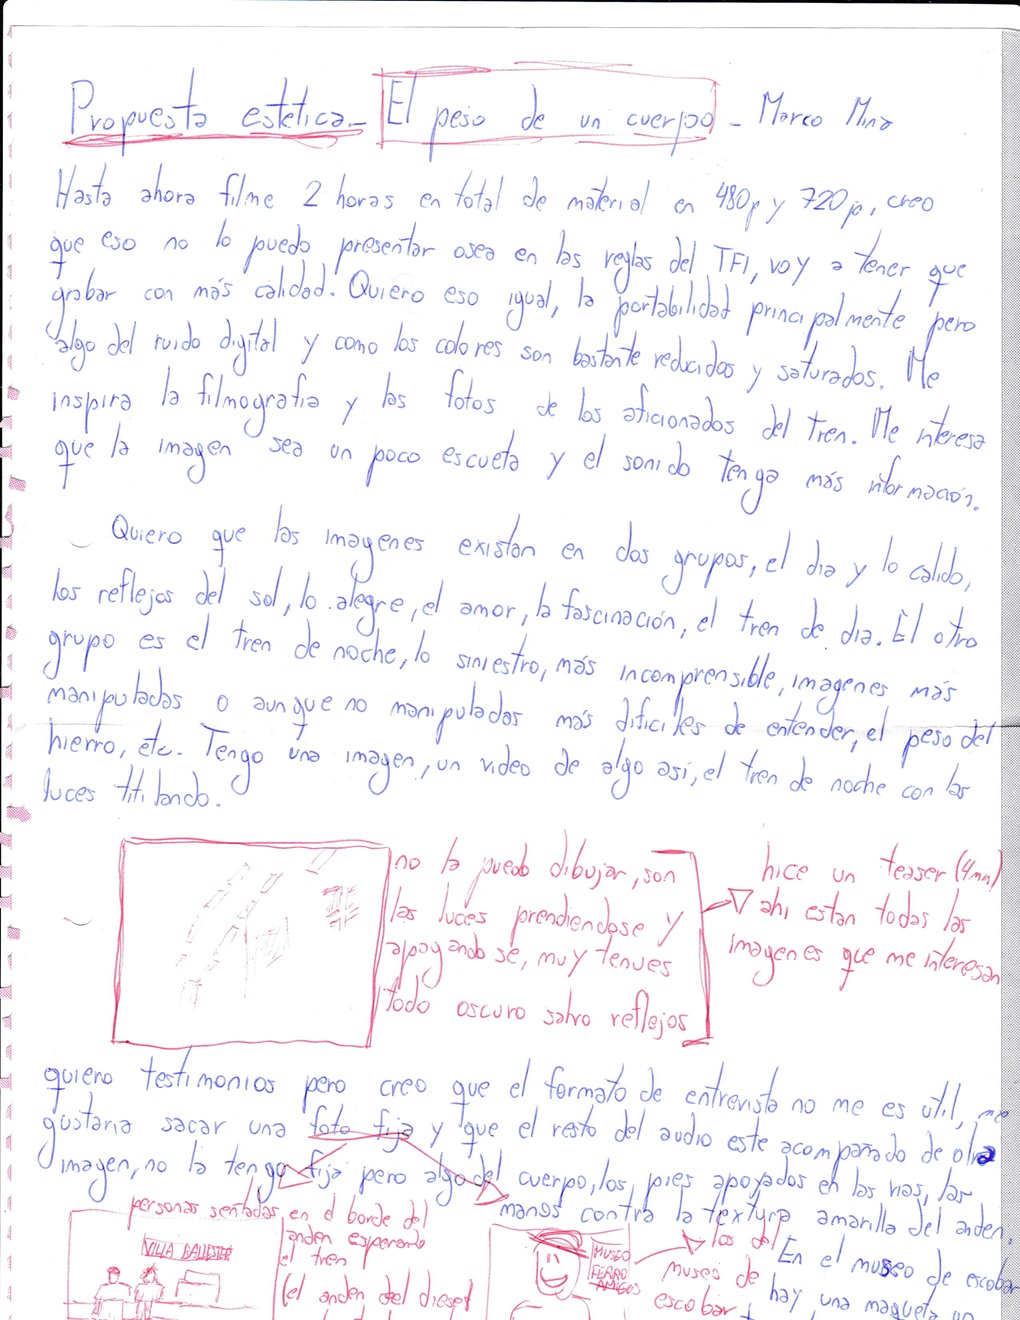 Propuesta estetica_ El peso de un cuerpo - Marco Mina
Hasta ahora filme 2 horas en total de material en 480p y 720p, creo
que eso no lo puedo presentar osea en las reglas del TFI, voy a tener que
grabar con más calidad. Quiero eso igual, la portabilidad principalmente pero
algo del ruido digital y como los colores son bastante reducidos y saturados. Me
inspira la filmografia y las fotos de los aficionados del tren. Me interesa
que la imagen sea un poco escueta y el sonido tenga más información.
Quiero que las imagenes existan en dos grupos, el dia y lo calido,
los reflejos del sol, lo alegre, el amor, la fascinación, el tren de dia. El otro
grupo es el tren de noche, lo siniestro, más incomprensible, imagenes más
manipuladas o aunque no manipuladas más dificiles de entender, el peso del
hierro, etc. Tengo una imagen, un video de algo asi, el tren de noche con las
luces titilando.
no la puedo dibujar, son
las luces prendiendose y
apagandose, muy tenues
todo oscuro salvo reflejos
hice un teaser (4mn)
ahi estan todas las
imagenes que me interesan
quiero testimonios pero creo que el formato de entrevista no me es util, me
gustaria sacar una foto fija y que el resto del audio este acompañado de otra
imagen, no la tengo fija pero algo del cuerpo, los pies apoyados en las vias, las
manos contra la textura amarilla del anden.
personas sentadas en el borde del
anden esperando
el tren
(el anden del diesel
VILLA BALLESTER
MUSEO
FERRO
AMIGOS
los del
museo de
escobar
En el museo de escobar
hay una maqueta un